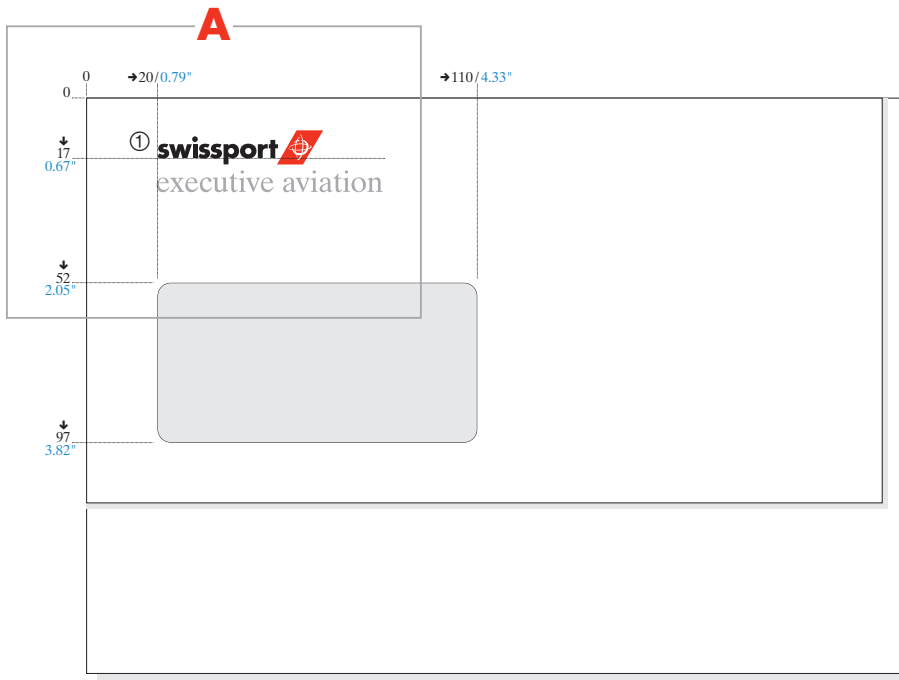 A
0 →20/0.79" →110/4.33"
0
① swissport
↓
17
0.67"
executive aviation
↓
52
2.05"
↓
97
3.82"